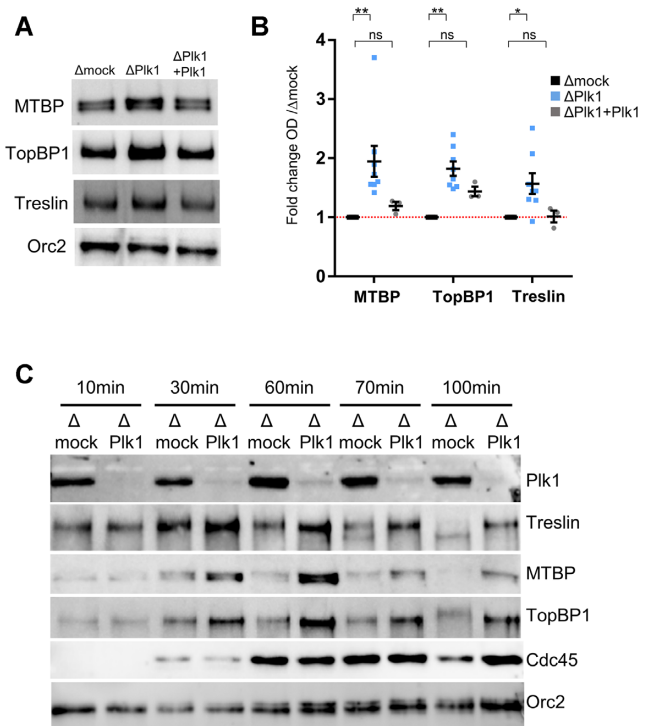 A
Δmock ΔPlk1 ΔPlk1
+Plk1
MTBP
TopBP1
Treslin
Orc2
B
** ** *
ns ns ns
Fold change OD /Δmock
4
3
2
1
0
MTBP TopBP1 Treslin
Δmock
ΔPlk1
ΔPlk1+Plk1
C
10min 30min 60min 70min 100min
Δ Δ Δ Δ Δ Δ Δ Δ Δ Δ
mock Plk1 mock Plk1 mock Plk1 mock Plk1 mock Plk1
Plk1
Treslin
MTBP
TopBP1
Cdc45
Orc2